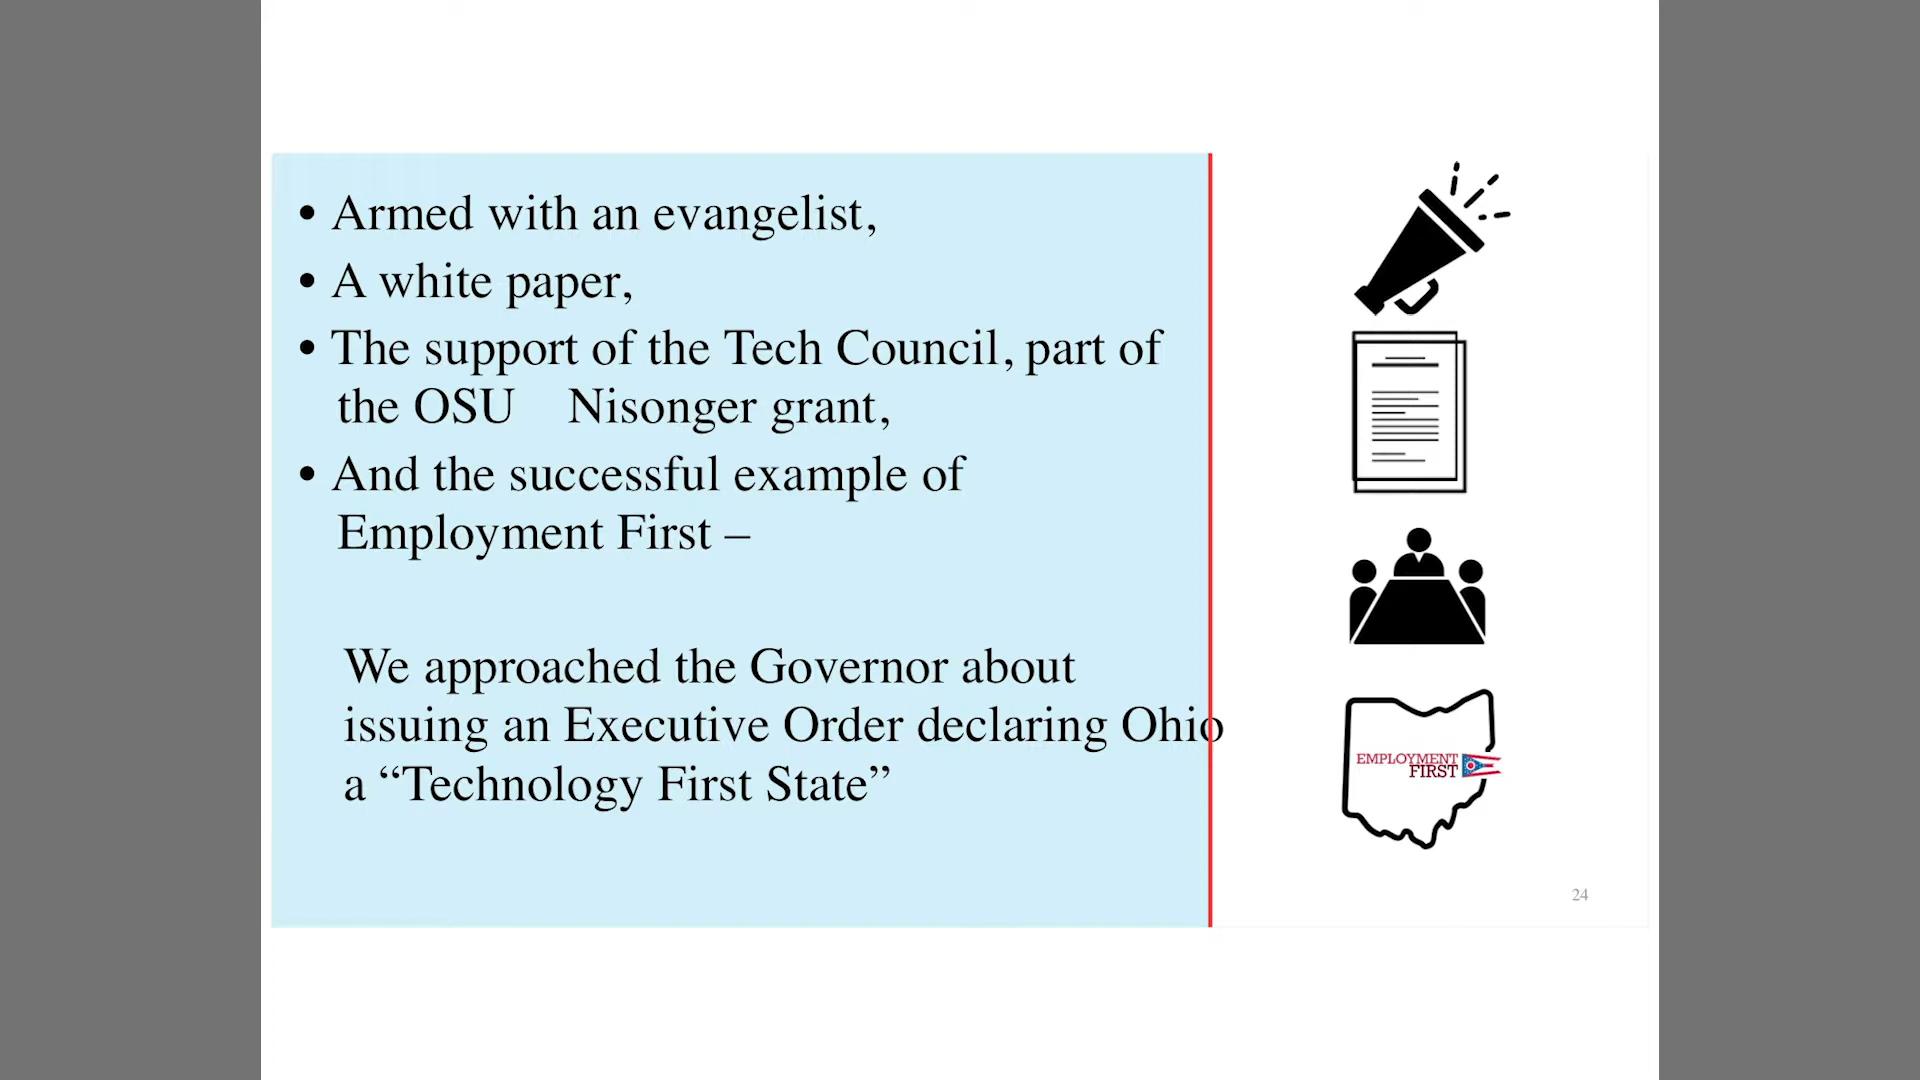 • Armed with an evangelist,
• A white paper,
• The support of the Tech Council, part of
the OSU Nisonger grant,
• And the successful example of
Employment First –
We approached the Governor about
issuing an Executive Order declaring Ohio
a “Technology First State”
EMPLOYMENT
FIRST
24